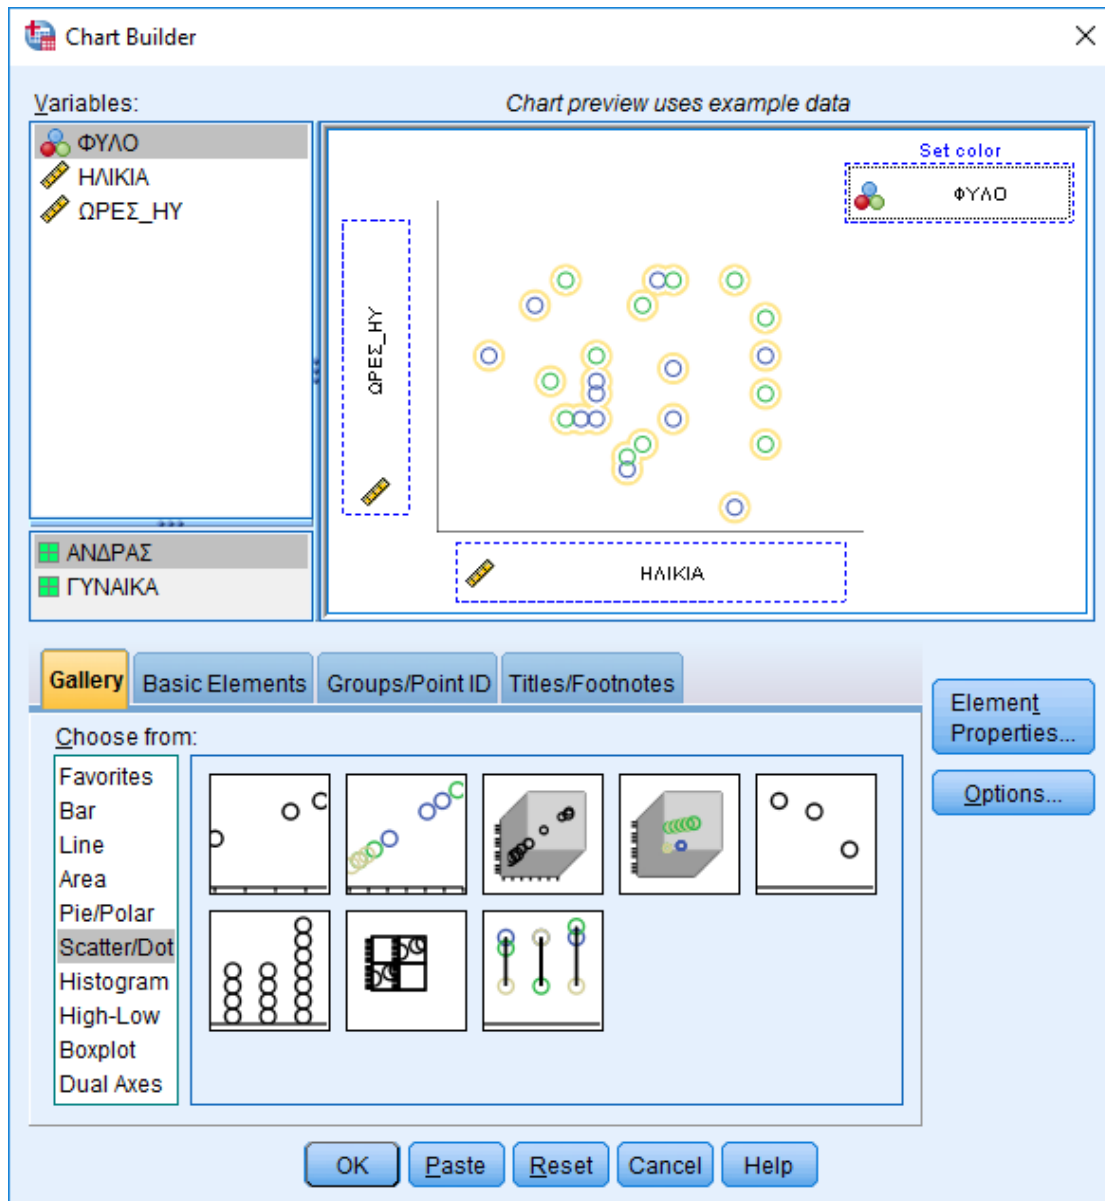 Chart Builder
Variables:
Chart preview uses example data
ΦΥΛΟ
ΗΛΙΚΙΑ
ΩΡΕΣ_ΗΥ
Set color
ΦΥΛΟ
ΩΡΕΣ_ΗΥ
ΗΛΙΚΙΑ
ΑΝΔΡΑΣ
ΓΥΝΑΙΚΑ
Gallery Basic Elements Groups/Point ID Titles/Footnotes
Element
Properties...
Options...
Choose from:
Favorites
Bar
Line
Area
Pie/Polar
Scatter/Dot
Histogram
High-Low
Boxplot
Dual Axes
OK Paste Reset Cancel Help